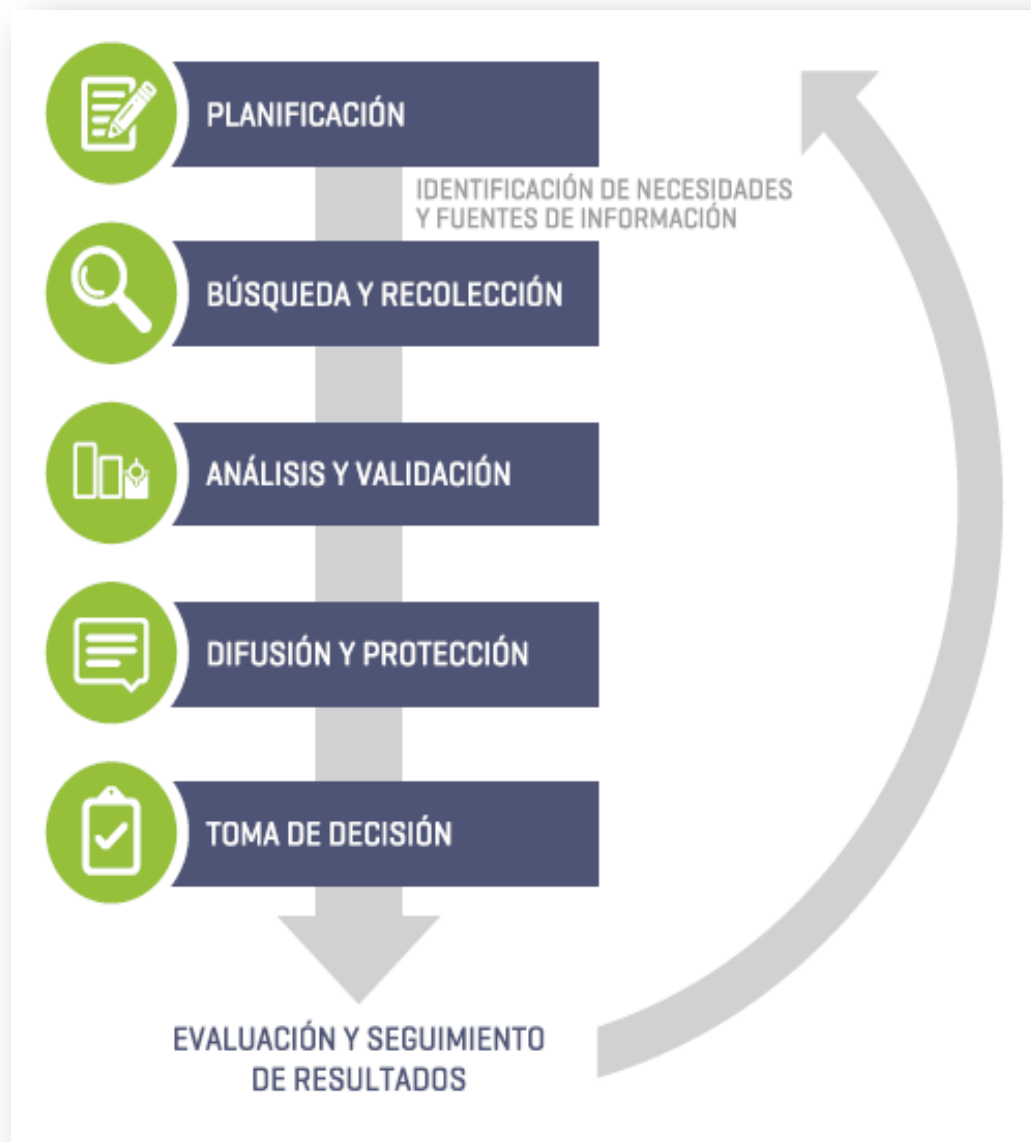 PLANIFICACIÓN
IDENTIFICACIÓN DE NECESIDADES
Y FUENTES DE INFORMACIÓN
BÚSQUEDA Y RECOLECCIÓN
ANÁLISIS Y VALIDACIÓN
DIFUSIÓN Y PROTECCIÓN
TOMA DE DECISIÓN
EVALUACIÓN Y SEGUIMIENTO
DE RESULTADOS